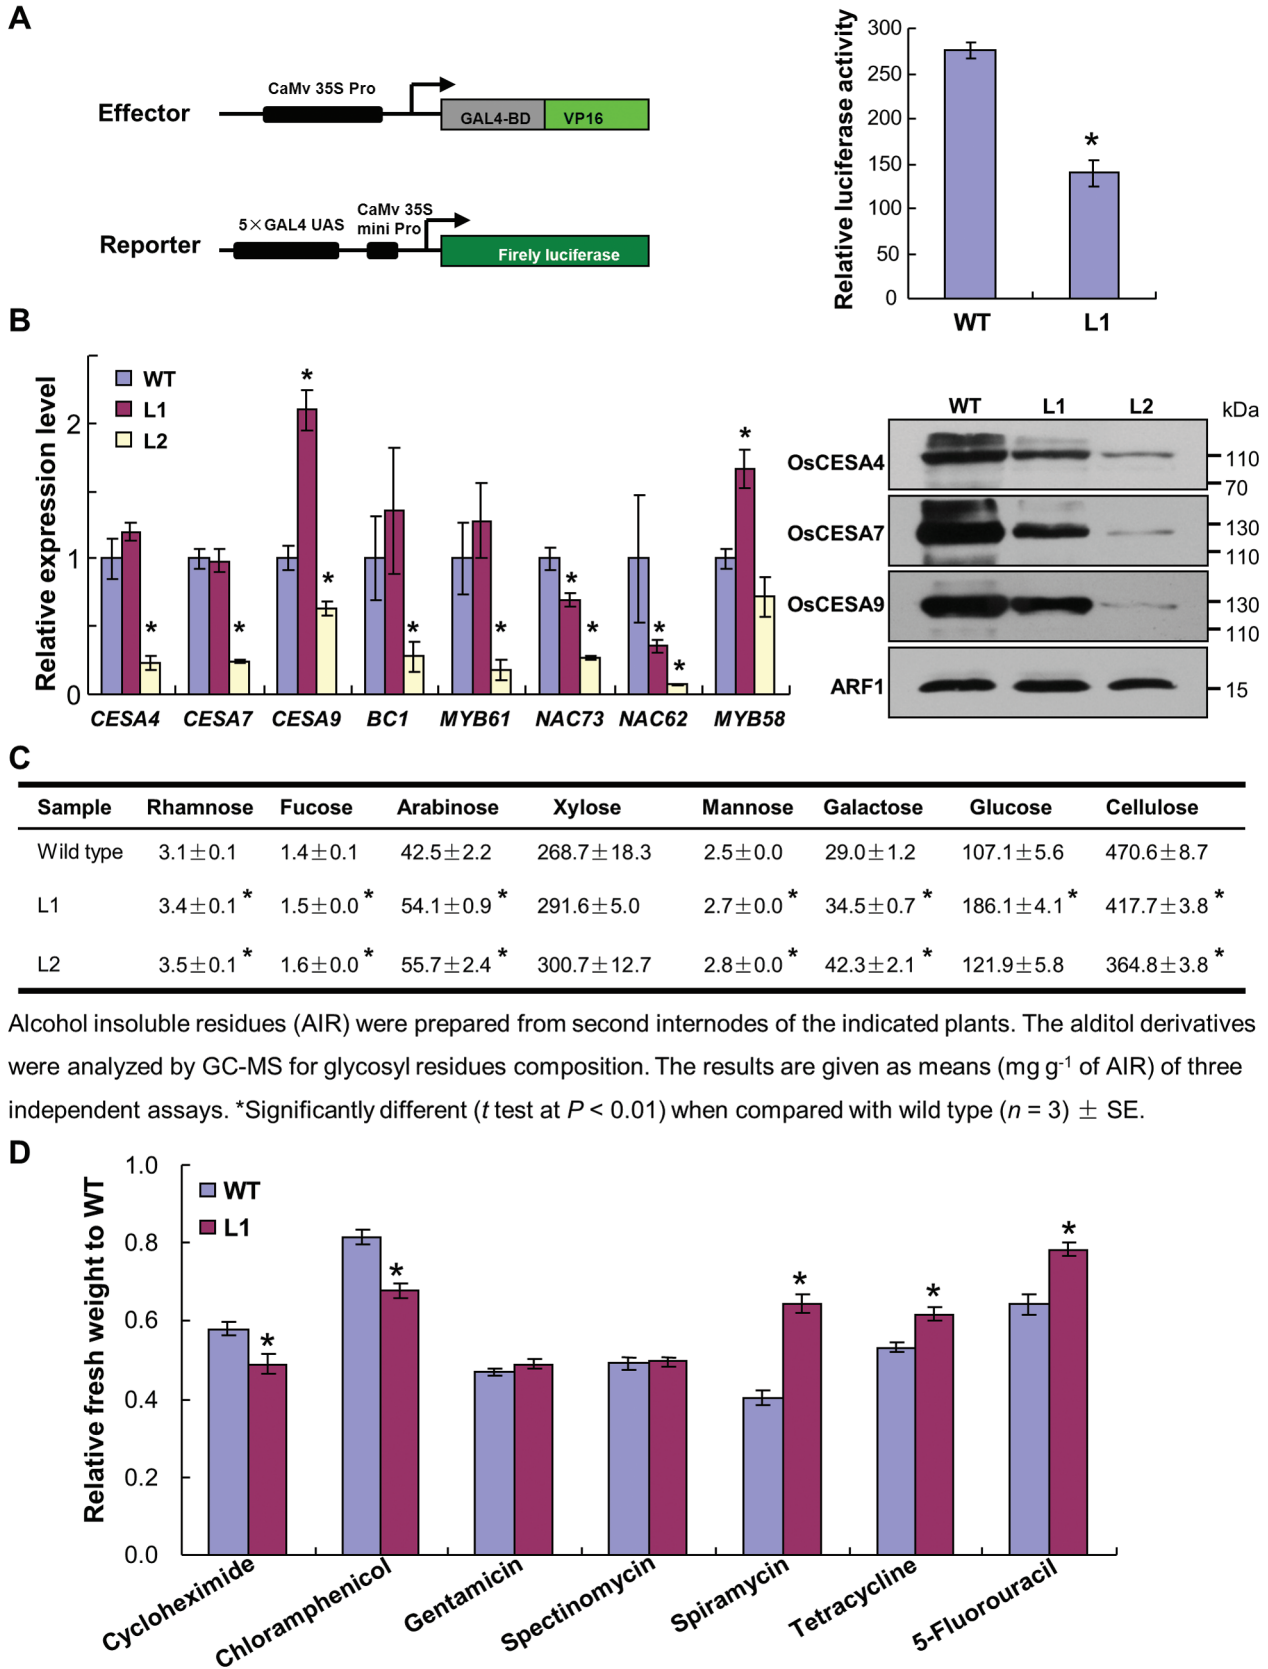 A
CaMv 35S Pro
Effector
GAL4-BD
VP16
5×GAL4 UAS
CaMv 35S
mini Pro
Reporter
Firely luciferase
Relative luciferase activity
300
250
200
150
100
50
0
*
WT
L1
B
Relative expression level
2
1
0
WT
L1
L2
* * * * * * * * * * *
CESA4
CESA7
CESA9
BC1
MYB61
NAC73
NAC62
MYB58
WT L1 L2 kDa
OsCESA4
110
70
OsCESA7
130
110
OsCESA9
130
110
ARF1
15
C
Sample Rhamnose Fucose Arabinose Xylose Mannose Galactose Glucose Cellulose
Wild type 3.1±0.1 1.4±0.1 42.5±2.2 268.7±18.3 2.5±0.0 29.0±1.2 107.1±5.6 470.6±8.7
L1 3.4±0.1 * 1.5±0.0 * 54.1±0.9 * 291.6±5.0 2.7±0.0 * 34.5±0.7 * 186.1±4.1 * 417.7±3.8 *
L2 3.5±0.1 * 1.6±0.0 * 55.7±2.4 * 300.7±12.7 2.8±0.0 * 42.3±2.1 * 121.9±5.8 364.8±3.8 *
Alcohol insoluble residues (AIR) were prepared from second internodes of the indicated plants. The alditol derivatives
were analyzed by GC-MS for glycosyl residues composition. The results are given as means (mg g-1 of AIR) of three
independent assays. *Significantly different (t test at P < 0.01) when compared with wild type (n = 3) ± SE.
D
Relative fresh weight to WT
1.0
0.8
0.6
0.4
0.2
0.0
WT
L1
* * * * *
Cycloheximide
Chloramphenicol
Gentamicin
Spectinomycin
Spiramycin
Tetracycline
5-Fluorouracil